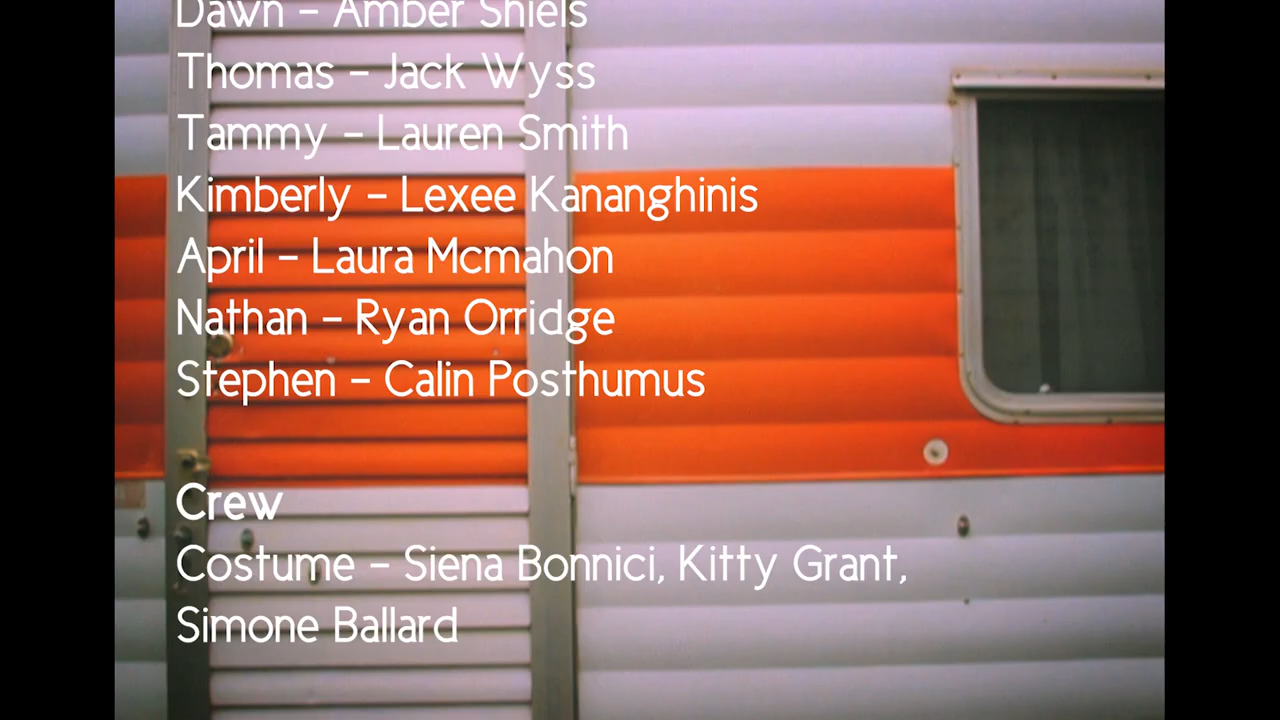 Dawn – Amber Shiels
Thomas – Jack Wyss
Tammy – Lauren Smith
Kimberly – Lexee Kananghinis
April – Laura Mcmahon
Nathan – Ryan Orridge
Stephen – Calin Posthumus
Crew
Costume – Siena Bonnici, Kitty Grant,
Simone Ballard